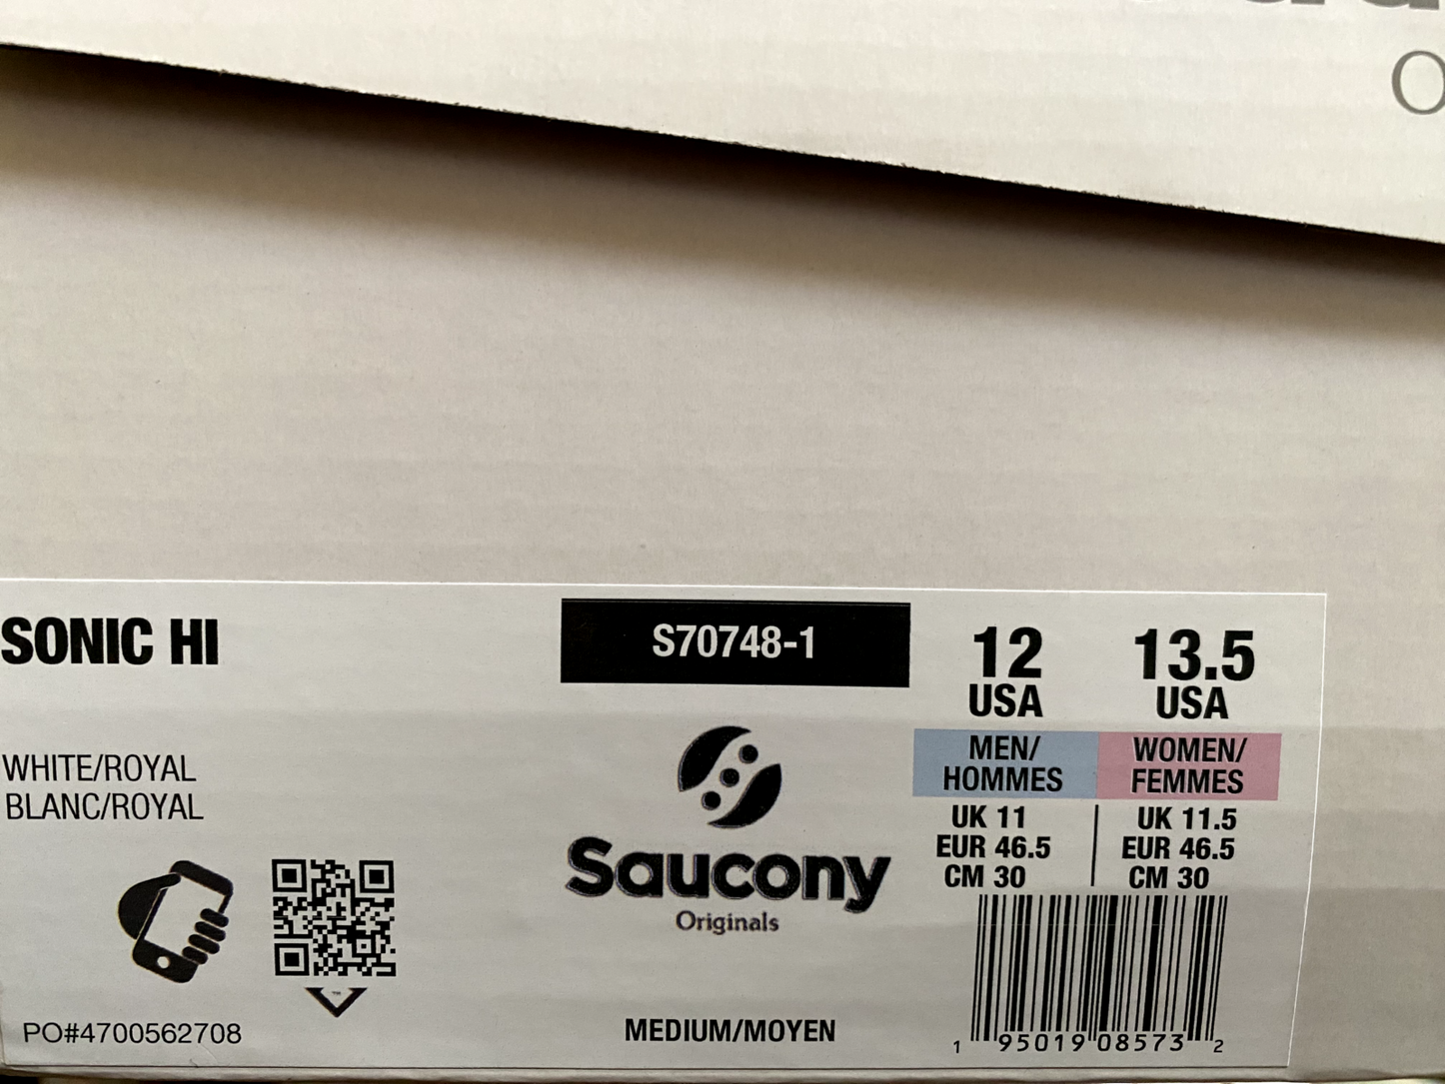 O
SONIC HI
S70748-1
12
USA
13.5
USA
MEN/
HOMMES
WOMEN/
FEMMES
UK 11
EUR 46.5
CM 30
UK 11.5
EUR 46.5
CM 30
WHITE/ROYAL
BLANC/ROYAL
Saucony
Originals
PO#4700562708
MEDIUM/MOYEN
1 95019 08573 2